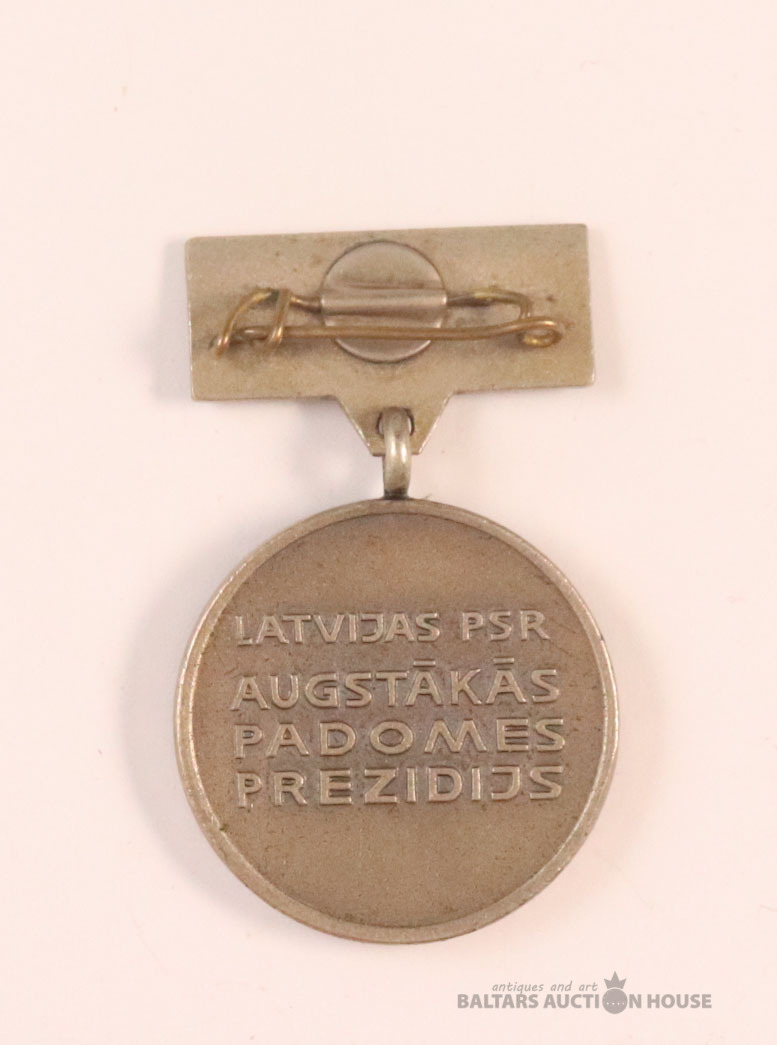 LATVIJAS PSR
AUGSTĀKĀS
PADOMES
PREZIDIJS
antiques and art
BALTARS AUCTION HOUSE